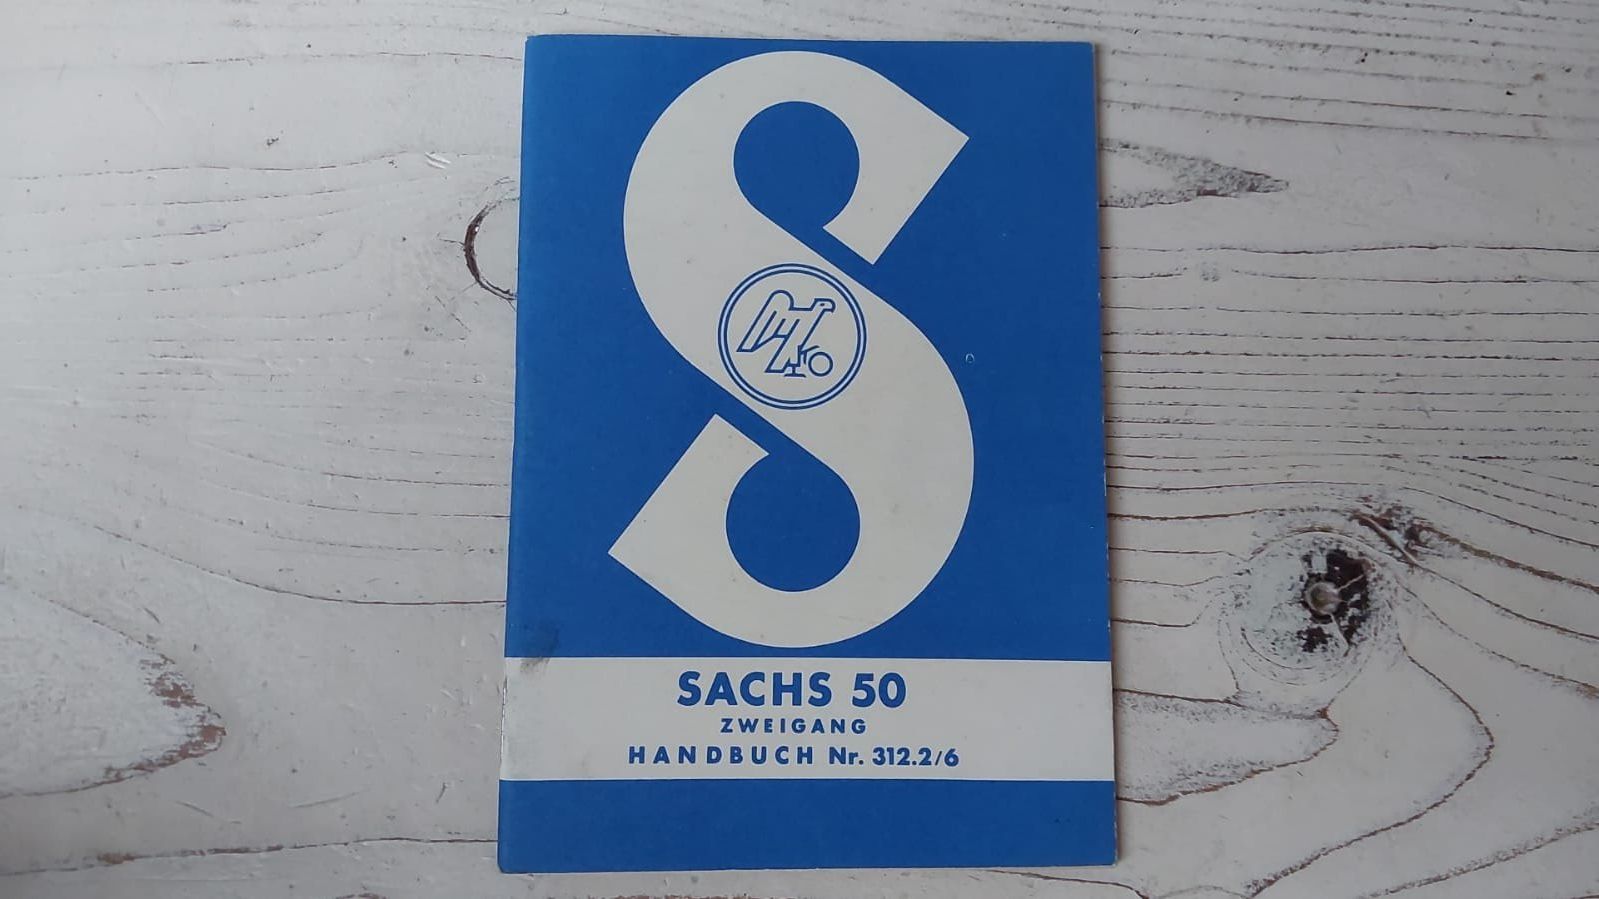 S
SACHS 50
ZWEIGANG
HANDBUCH Nr. 312.2/6